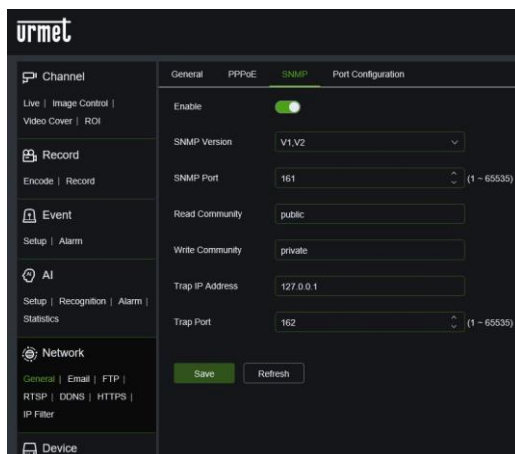 urmet
Channel
Live | Image Control |
Video Cover | ROI
Record
Encode | Record
Event
Setup | Alarm
AI
Setup | Recognition | Alarm |
Statistics
Network
General | Email | FTP |
RTSP | DDNS | HTTPS |
IP Filter
Device
General PPPoE SNMP Port Configuration
Enable
SNMP Version V1,V2
SNMP Port 161 (1 ~ 65535)
Read Community public
Write Community private
Trap IP Address 127.0.0.1
Trap Port 162 (1 ~ 65535)
Save Refresh